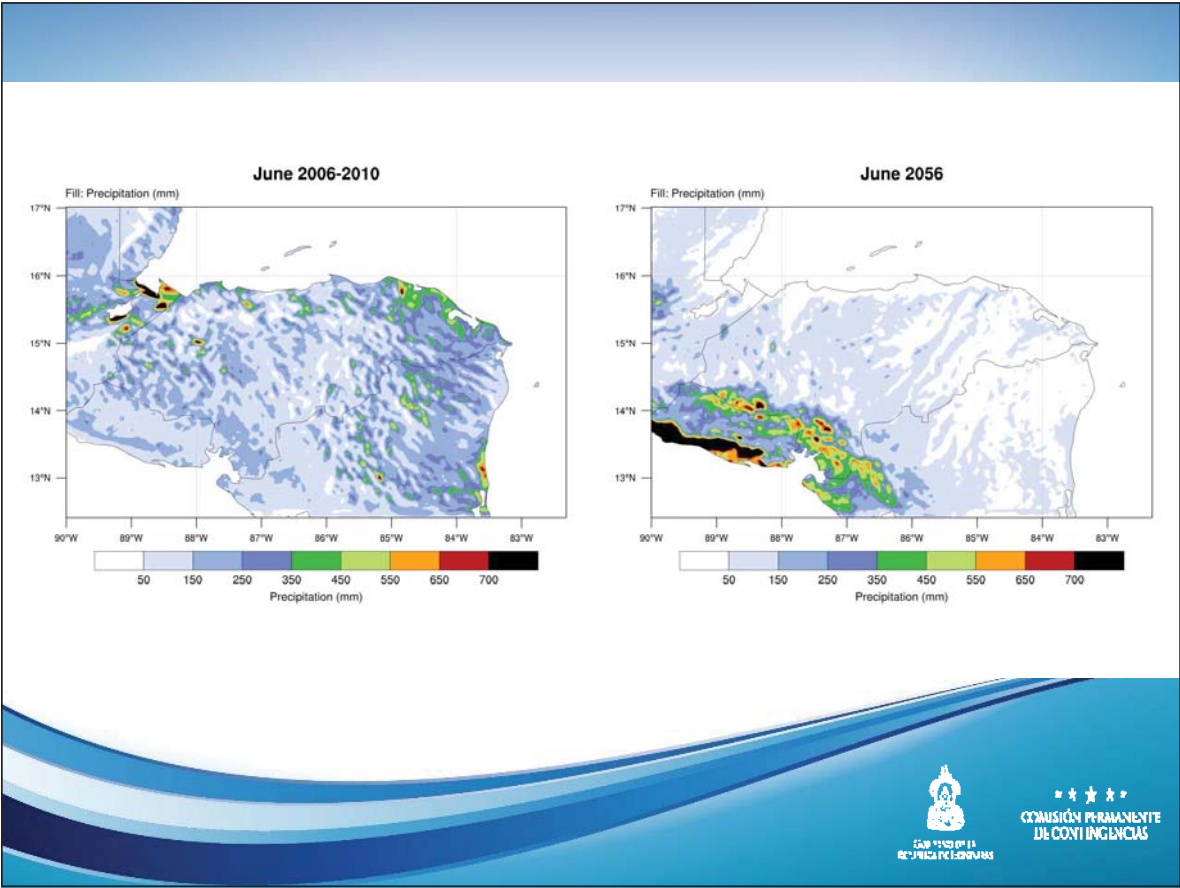 June 2006-2010
Fill: Precipitation (mm)
17°N
16°N
15°N
14°N
13°N
90°W 89°W 88°W 87°W 86°W 85°W 84°W 83°W
50 150 250 350 450 550 650 700
Precipitation (mm)
June 2056
Fill: Precipitation (mm)
17°N
16°N
15°N
14°N
13°N
90°W 89°W 88°W 87°W 86°W 85°W 84°W 83°W
50 150 250 350 450 550 650 700
Precipitation (mm)
COMISIÓN PERMANENTE
DE CONTINGENCIAS